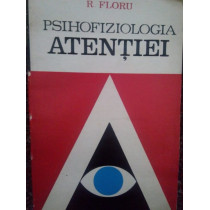 R. FLORU
PSIHOFIZIOLOGIA
ATENȚIEI